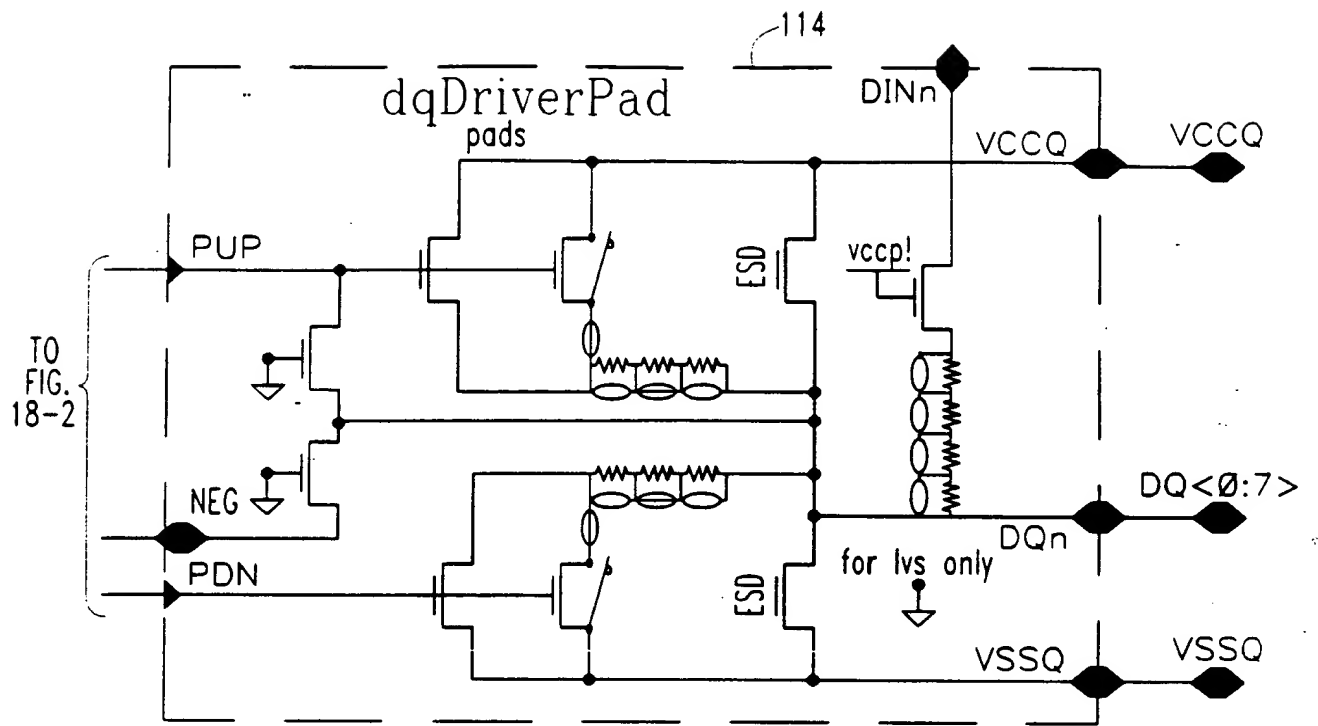 114
dqDriverPad
pads
DINn
VCCQ
VCCQ
PUP
ESD
vccp!
TO
FIG.
18-2
NEG
DQ<Ø:7>
DQn
for lvs only
PDN
ESD
VSSQ
VSSQ